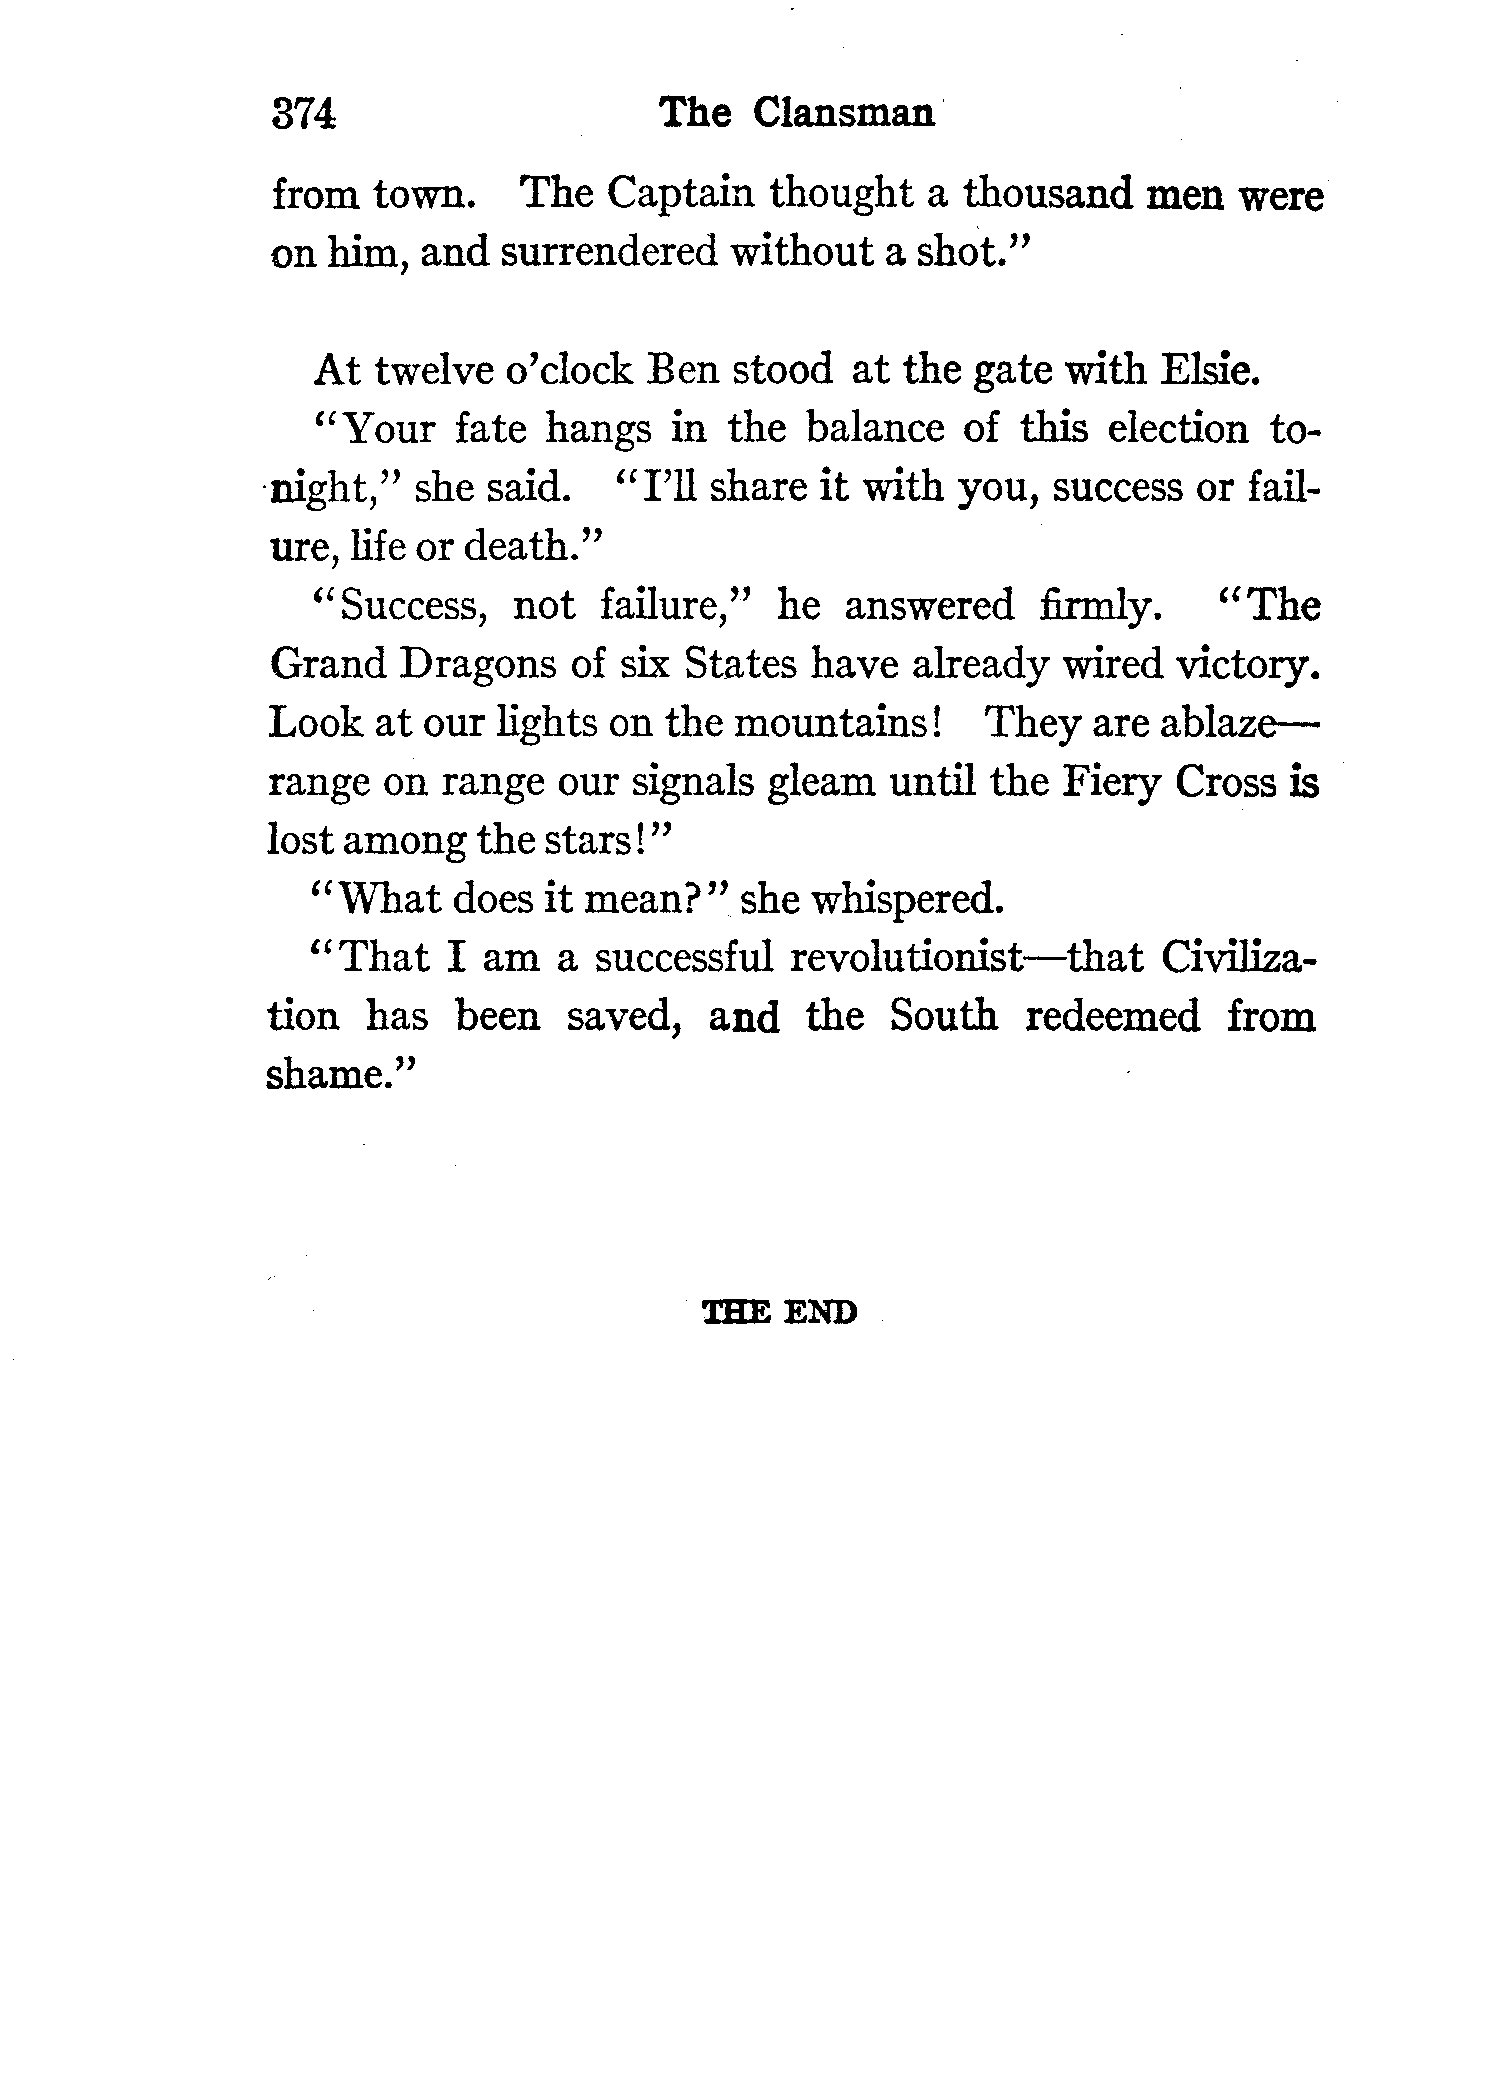 374 The Clansman
from town. The Captain thought a thousand men were
on him, and surrendered without a shot.”
At twelve o’clock Ben stood at the gate with Elsie.
“Your fate hangs in the balance of this election to-
night,” she said. “I’ll share it with you, success or fail-
ure, life or death.”
“Success, not failure,” he answered firmly. “The
Grand Dragons of six States have already wired victory.
Look at our lights on the mountains! They are ablaze—
range on range our signals gleam until the Fiery Cross is
lost among the stars!”
“What does it mean?” she whispered.
“That I am a successful revolutionist—that Civiliza-
tion has been saved, and the South redeemed from
shame.”
THE END